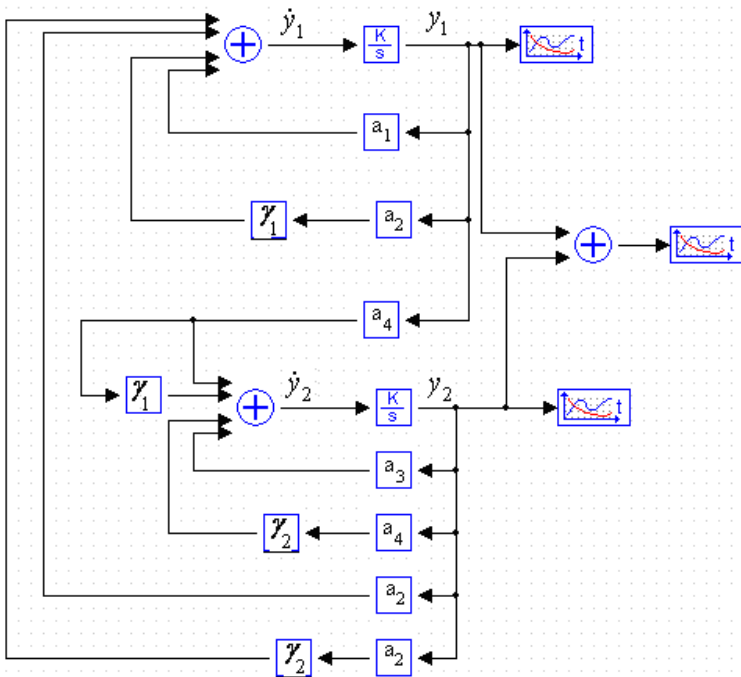 ẏ₁ K/s y₁ t
a₁
γ₁ a₂
t
a₄
γ₁ ẏ₂ K/s y₂ t
a₃
γ₂ a₄
a₂
γ₂ a₂